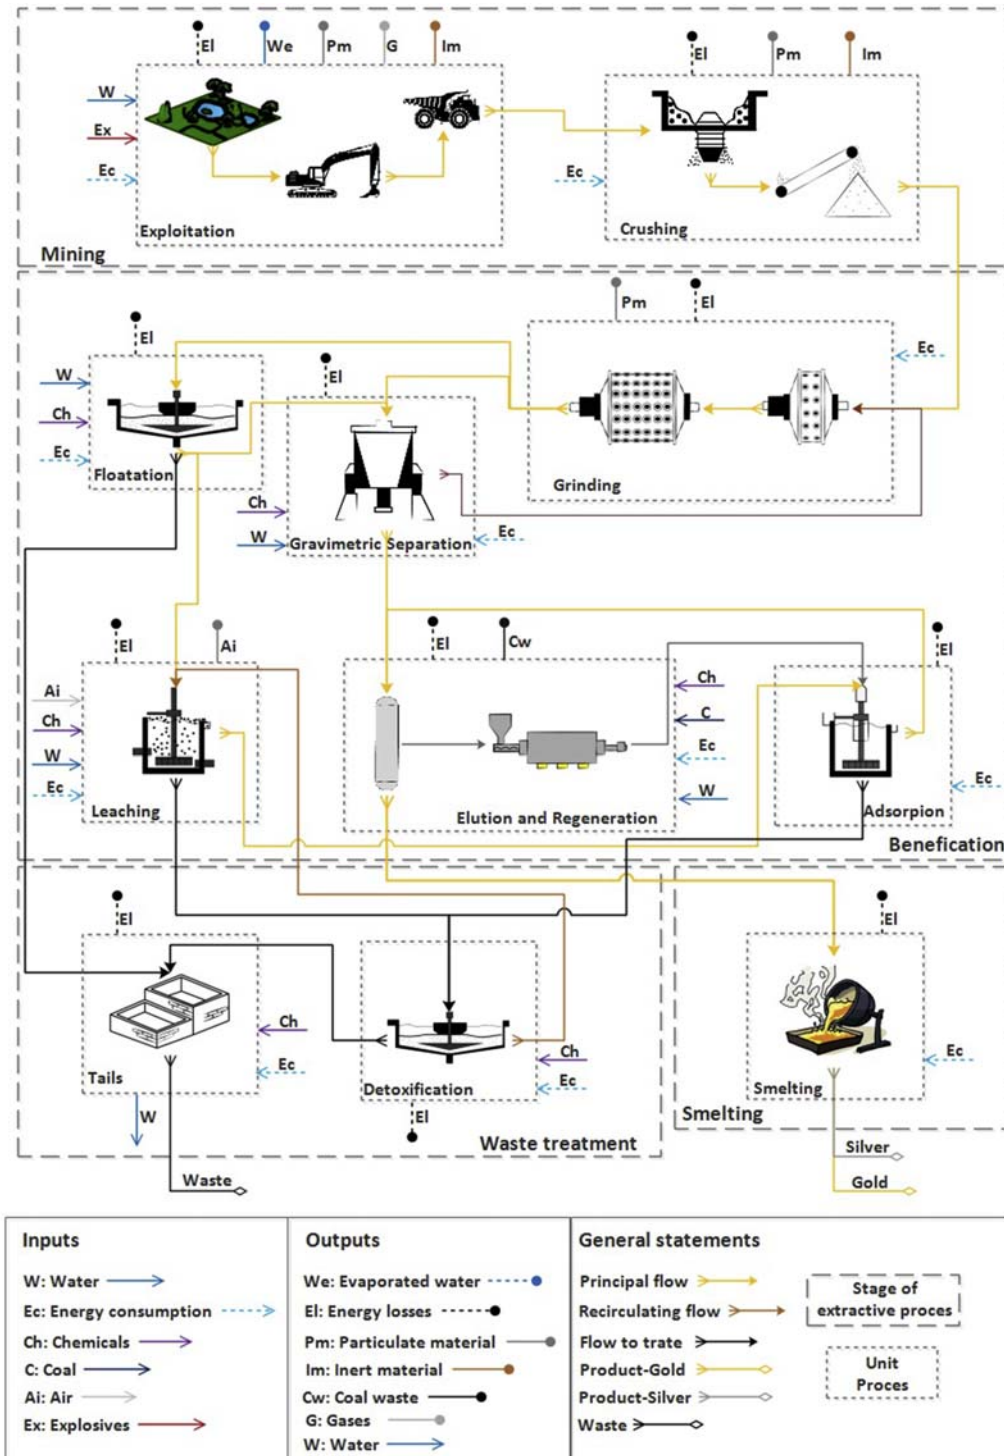 El We Pm G Im
El Pm Im
W
Ex
Ec
Ec
Exploitation
Crushing
Mining
Pm El
El
El
Ec
W
Ch
Ec
Floatation
Grinding
Ch
W
Ec
Gravimetric Separation
El Ai
El Cw
El
Ai
Ch
W
Ec
Leaching
Ch
C
Ec
W
Elution and Regeneration
Ec
Adsorpion
Benefication
El
El
Ch
Ec
Tails
W
Ch
Ec
Detoxification
El
Ec
Smelting
Smelting
Waste treatment
Waste
Silver
Gold
Inputs
W: Water
Ec: Energy consumption
Ch: Chemicals
C: Coal
Ai: Air
Ex: Explosives
Outputs
We: Evaporated water
El: Energy losses
Pm: Particulate material
Im: Inert material
Cw: Coal waste
G: Gases
W: Water
General statements
Principal flow
Recirculating flow
Flow to trate
Product-Gold
Product-Silver
Waste
Stage of
extractive proces
Unit
Proces